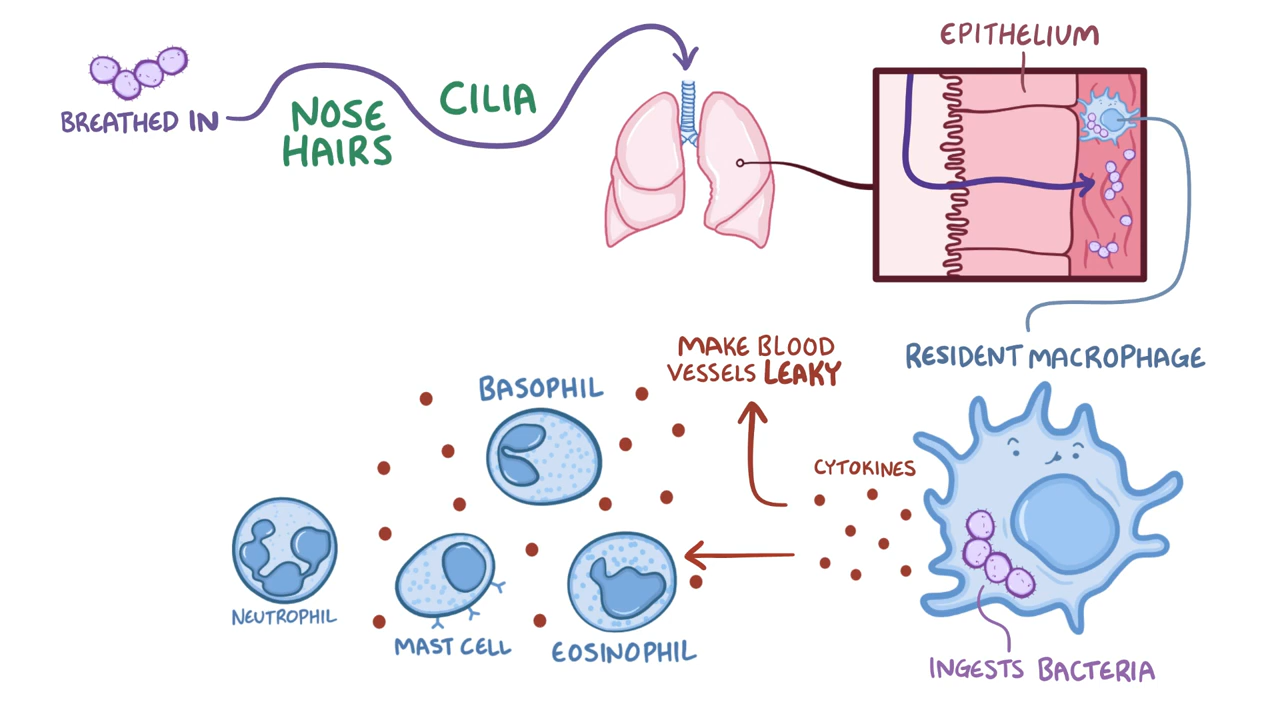 EPITHELIUM
BREATHED IN
NOSE
HAIRS
CILIA
RESIDENT MACROPHAGE
MAKE BLOOD
VESSELS LEAKY
BASOPHIL
CYTOKINES
NEUTROPHIL
MAST CELL
EOSINOPHIL
INGESTS BACTERIA